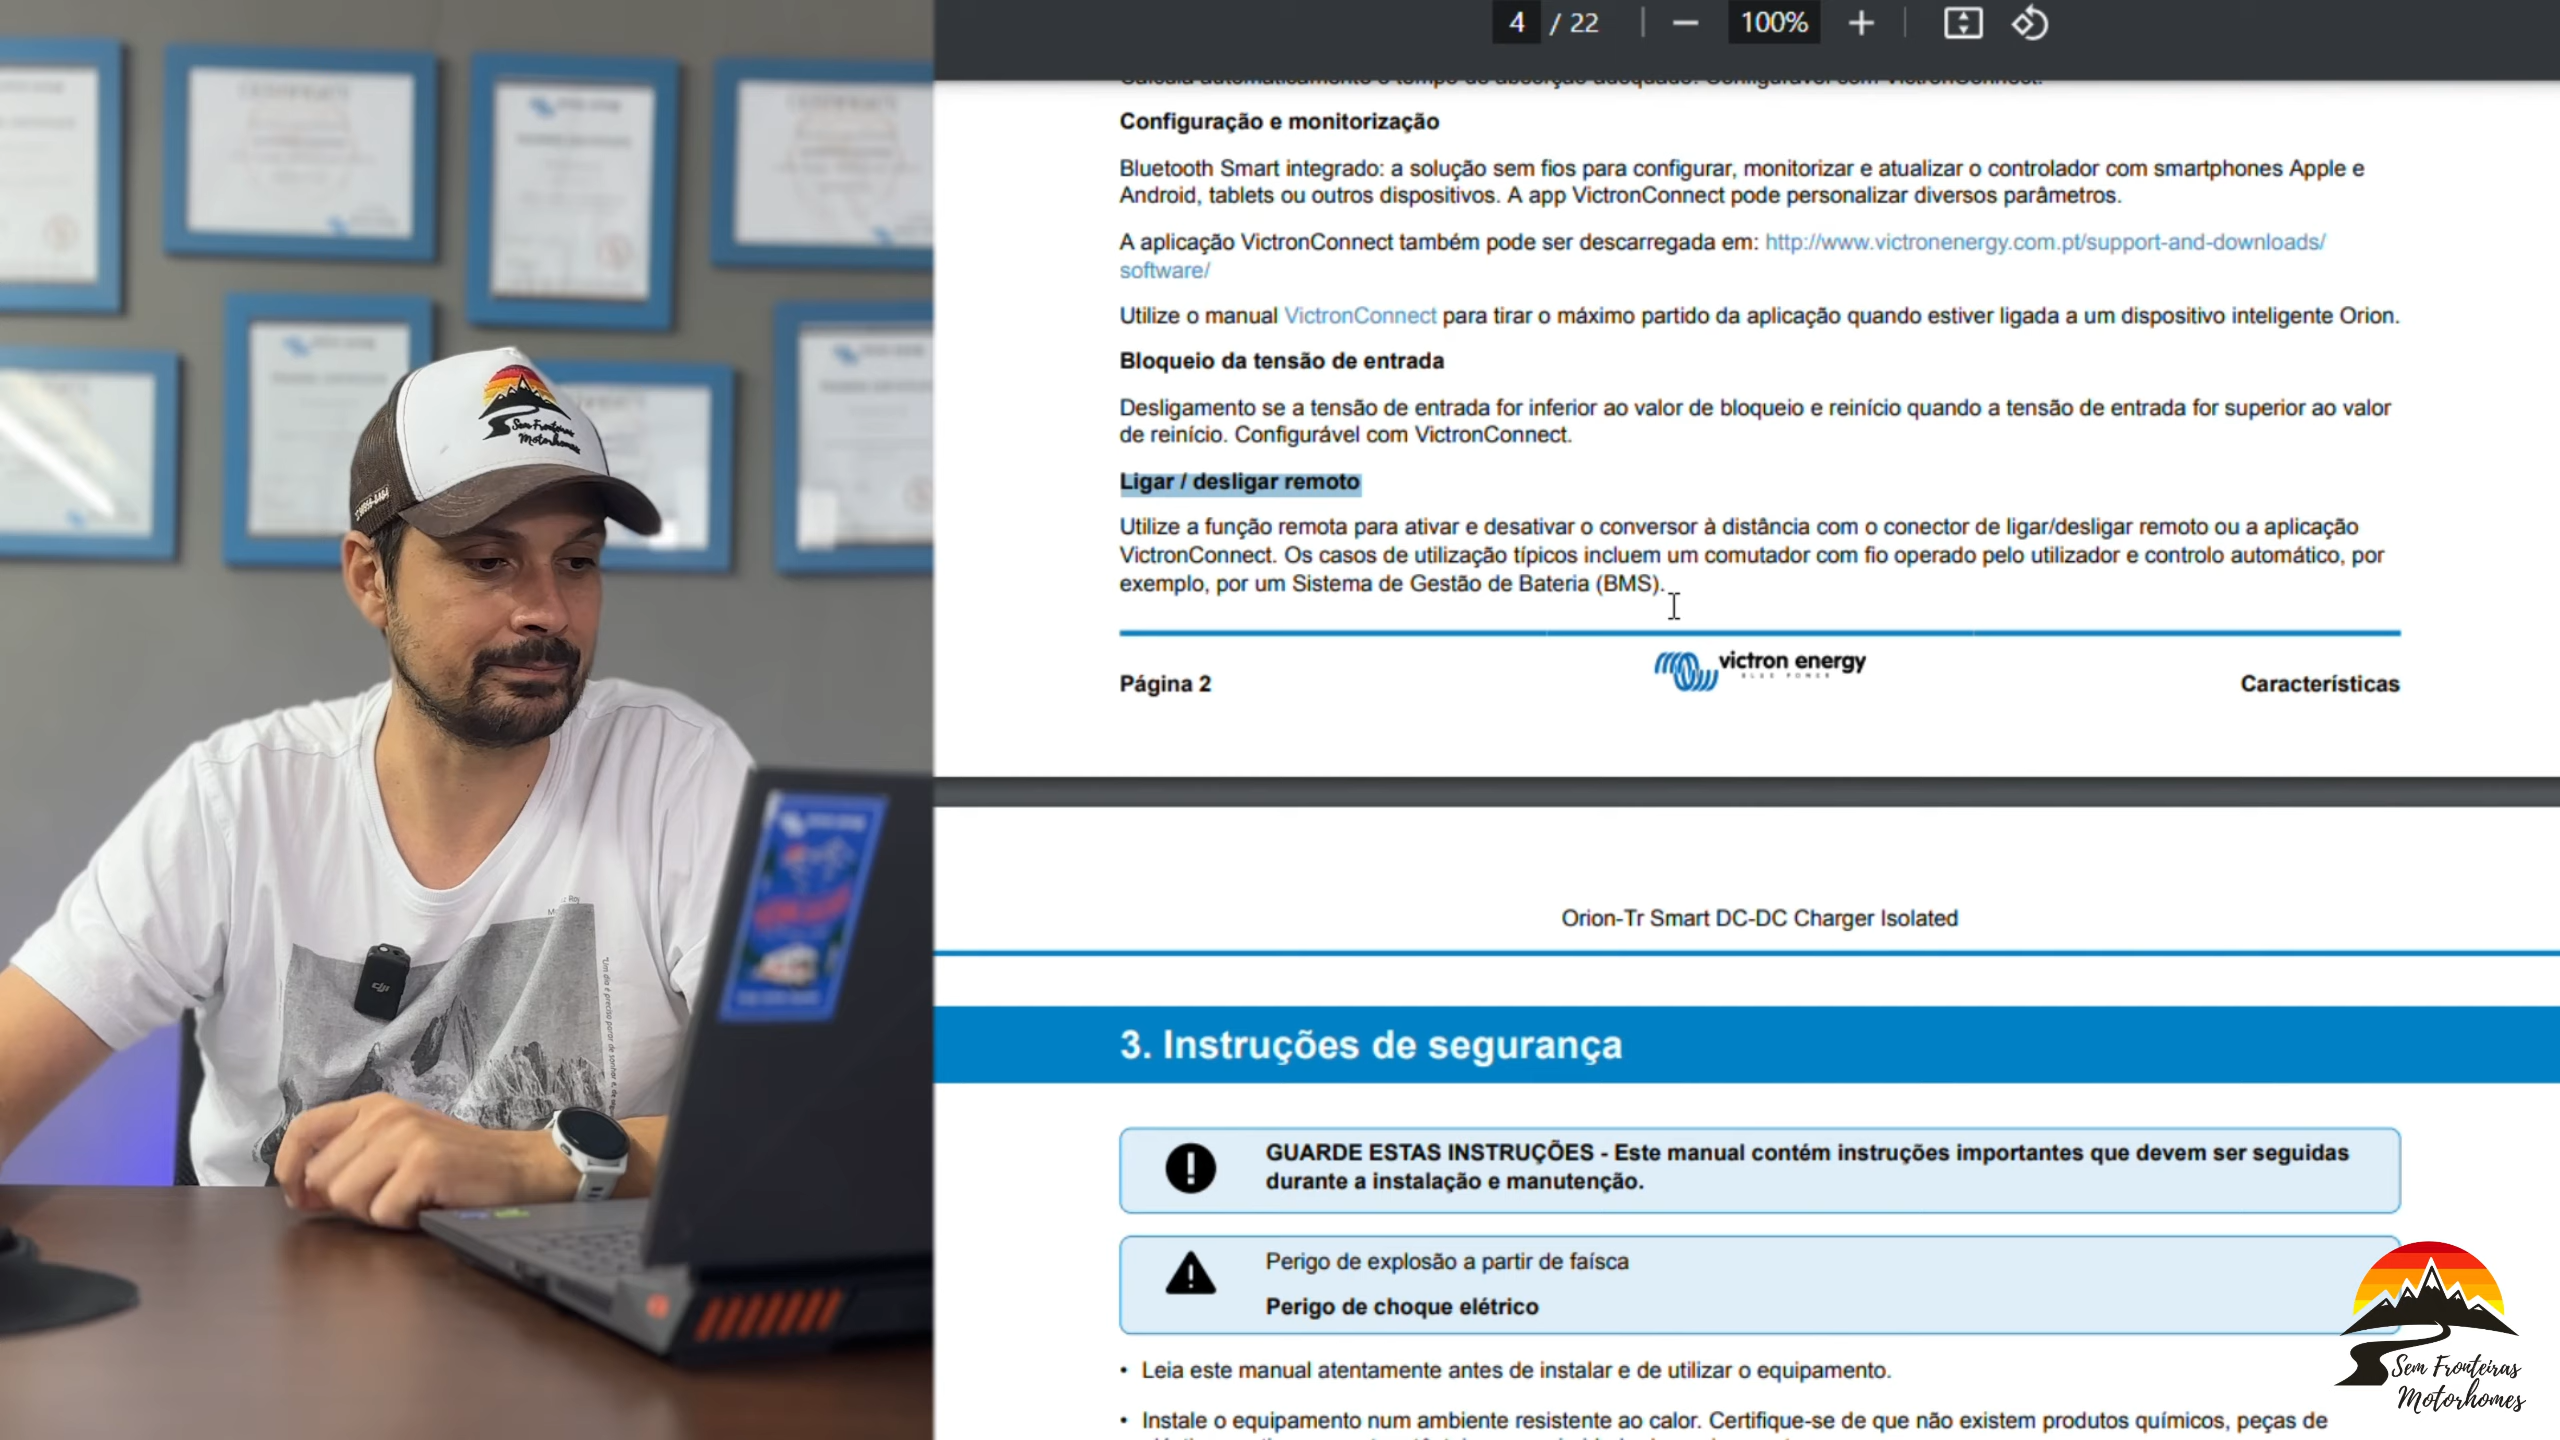 4 / 22
100%
Configuração e monitorização
Bluetooth Smart integrado: a solução sem fios para configurar, monitorizar e atualizar o controlador com smartphones Apple e
Android, tablets ou outros dispositivos. A app VictronConnect pode personalizar diversos parâmetros.
A aplicação VictronConnect também pode ser descarregada em: http://www.victronenergy.com.pt/support-and-downloads/
software/
Utilize o manual VictronConnect para tirar o máximo partido da aplicação quando estiver ligada a um dispositivo inteligente Orion.
Bloqueio da tensão de entrada
Desligamento se a tensão de entrada for inferior ao valor de bloqueio e reinício quando a tensão de entrada for superior ao valor
de reinício. Configurável com VictronConnect.
Ligar / desligar remoto
Utilize a função remota para ativar e desativar o conversor à distância com o conector de ligar/desligar remoto ou a aplicação
VictronConnect. Os casos de utilização típicos incluem um comutador com fio operado pelo utilizador e controlo automático, por
exemplo, por um Sistema de Gestão de Bateria (BMS).
Página 2
victron energy
BLUE POWER
Características
Orion-Tr Smart DC-DC Charger Isolated
3. Instruções de segurança
GUARDE ESTAS INSTRUÇÕES - Este manual contém instruções importantes que devem ser seguidas
durante a instalação e manutenção.
Perigo de explosão a partir de faísca
Perigo de choque elétrico
• Leia este manual atentamente antes de instalar e de utilizar o equipamento.
• Instale o equipamento num ambiente resistente ao calor. Certifique-se de que não existem produtos químicos, peças de
Sem Fronteiras
Motorhomes
Sem Fronteiras
Motorhomes
dji